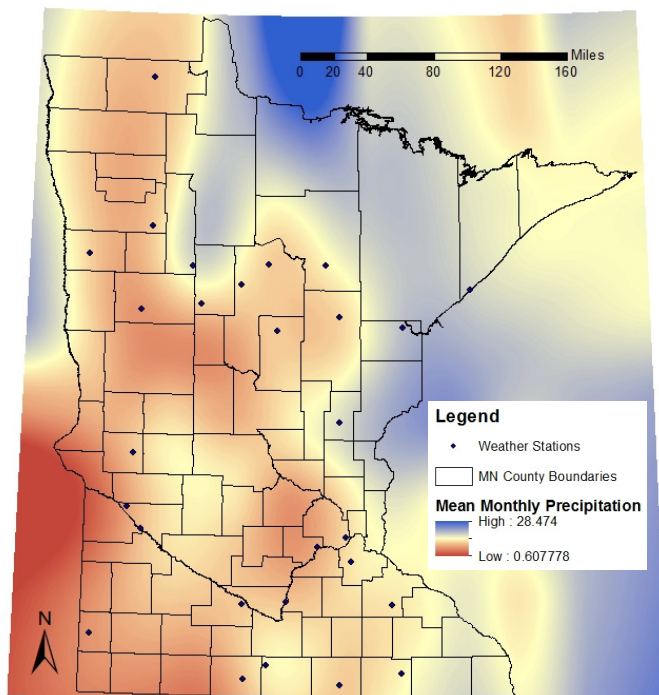 Miles
0 20 40 80 120 160
Legend
Weather Stations
MN County Boundaries
Mean Monthly Precipitation
High : 28.474
Low : 0.607778
N